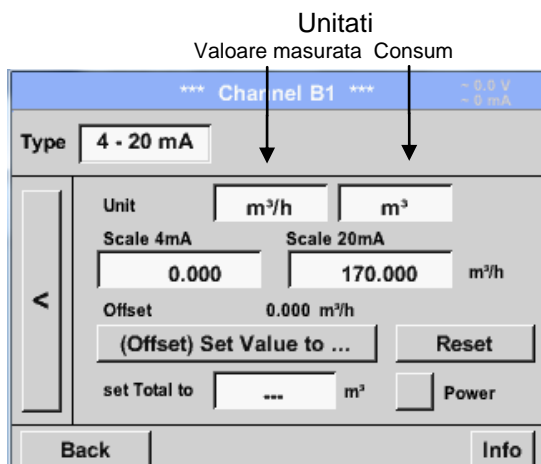 Unitati
Valoare masurata Consum
*** Channel B1 *** ~ 0.0 V
~ 0 mA
Type 4 - 20 mA
Unit m³/h m³
Scale 4mA Scale 20mA
0.000 170.000 m³/h
<
Offset 0.000 m³/h
(Offset) Set Value to ... Reset
set Total to --- m³ Power
Back Info